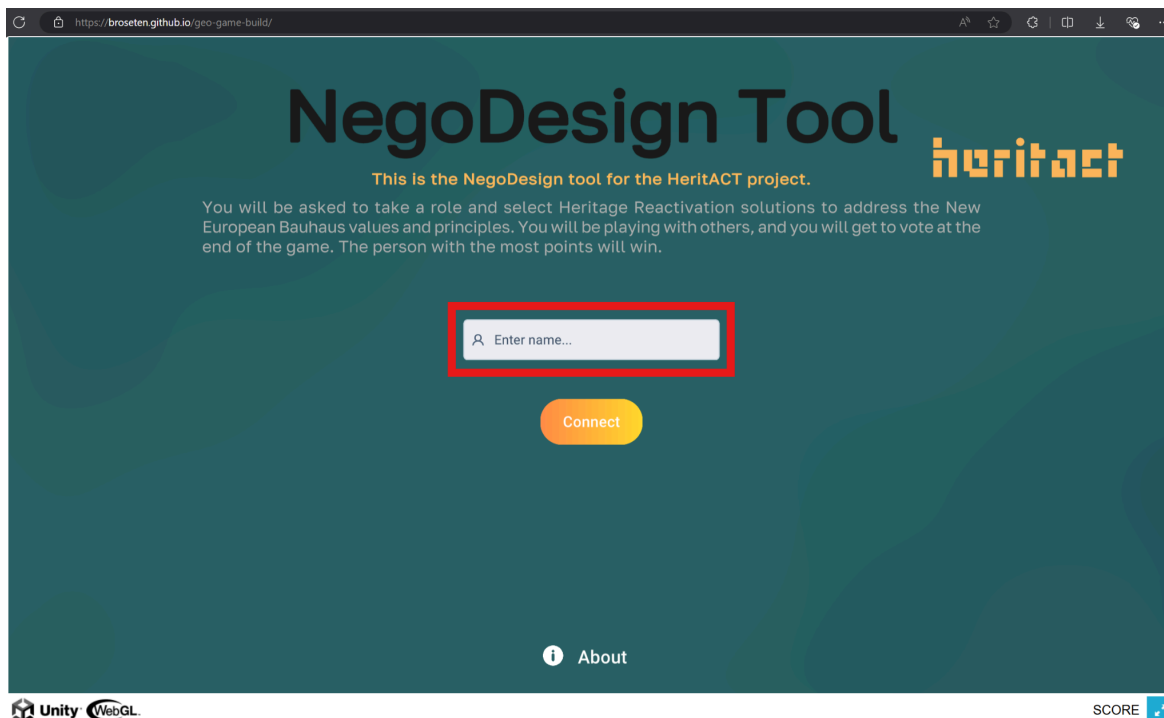 https://broseten.github.io/geo-game-build/
NegoDesign Tool
heritact
This is the NegoDesign tool for the HeritACT project.
You will be asked to take a role and select Heritage Reactivation solutions to address the New
European Bauhaus values and principles. You will be playing with others, and you will get to vote at the
end of the game. The person with the most points will win.
Enter name...
Connect
About
Unity WebGL.
SCORE